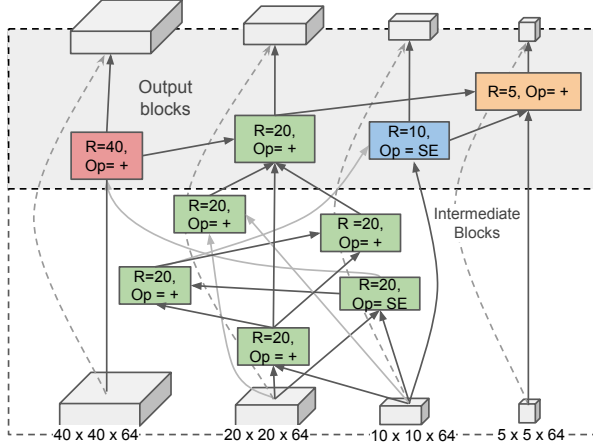 Output
blocks
R=5, Op= +
R=20,
Op= +
R=10,
Op = SE
R=40,
Op= +
R=20,
Op= +
Intermediate
Blocks
R =20,
Op= +
R=20,
Op = +
R=20,
Op= SE
R=20,
Op = +
40 x 40 x 64
20 x 20 x 64
10 x 10 x 64
5 x 5 x 64